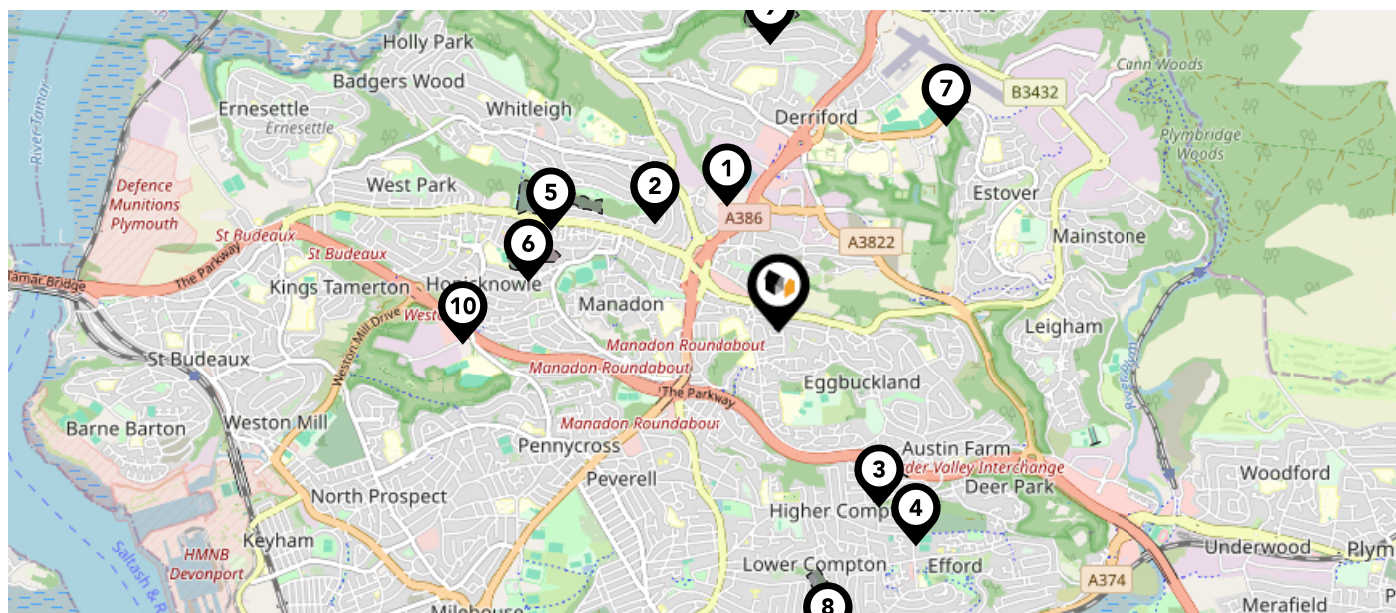 Holly Park
Badgers Wood
Ernesettle
Ernesettle
Whitleigh
Derriford
7
B3432
Cann Woods
Plymbridge
Woods
River Tamar
Defence
Munitions
Plymouth
West Park
5
2
1
A386
Estover
A3822
Mainstone
St Budeaux
St Budeaux
The Parkway
Tamar Bridge
Kings Tamerton
6
10
Manadon
Leigham
Weston Mill Drive
Manadon Roundabout
Manadon Roundabout
St Budeaux
The Parkway
Eggbuckland
River Plym
Barne Barton
Weston Mill
Manadon Roundabout
Pennycross
Austin Farm
3
Deer Park
Woodford
North Prospect
Peverell
4
Keyham
HMNB
Devonport
Lower Compton
Efford
Underwood
A374
8
Merafield